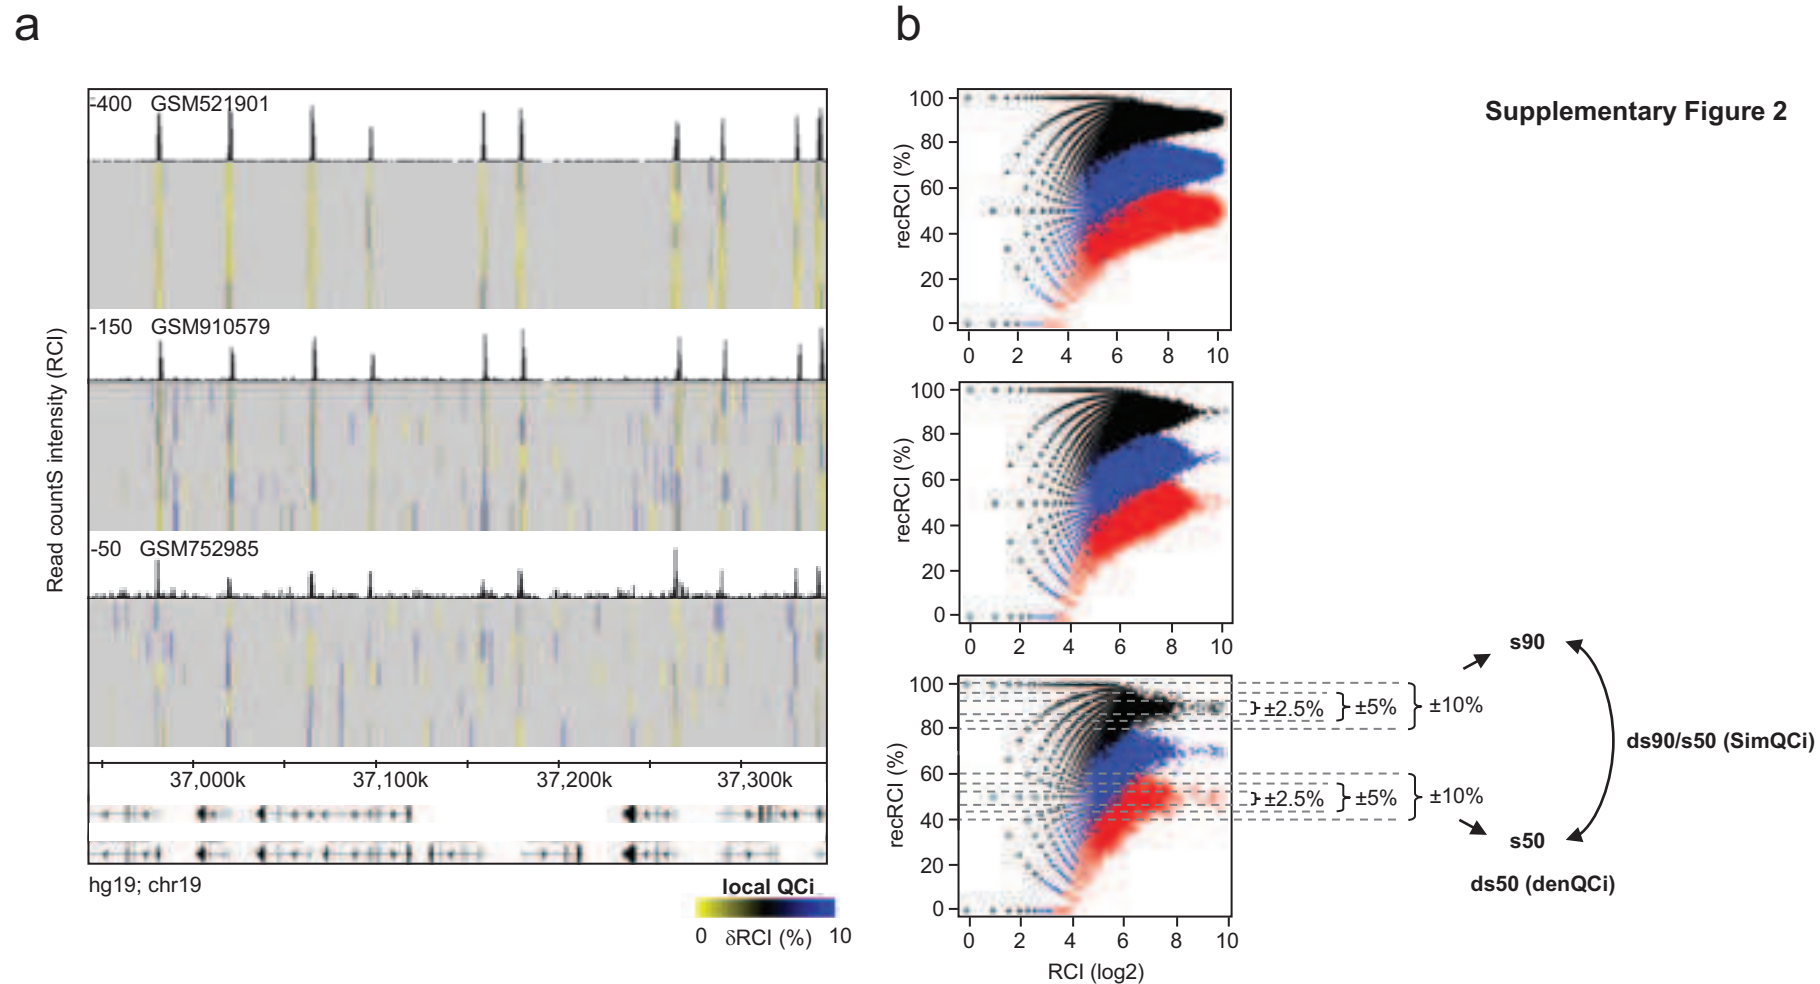 a
b
Supplementary Figure 2
Read countS intensity (RCI)
-400 GSM521901
-150 GSM910579
-50 GSM752985
37,000k 37,100k 37,200k 37,300k
hg19; chr19
local QCi
0 δRCI (%) 10
recRCI (%)
100
80
60
40
20
0
0 2 4 6 8 10
recRCI (%)
100
80
60
40
20
0
0 2 4 6 8 10
recRCI (%)
100
80
60
40
20
0
0 2 4 6 8 10
RCI (log2)
±2.5% ±5% ±10%
±2.5% ±5% ±10%
s90
ds90/s50 (SimQCi)
s50
ds50 (denQCi)